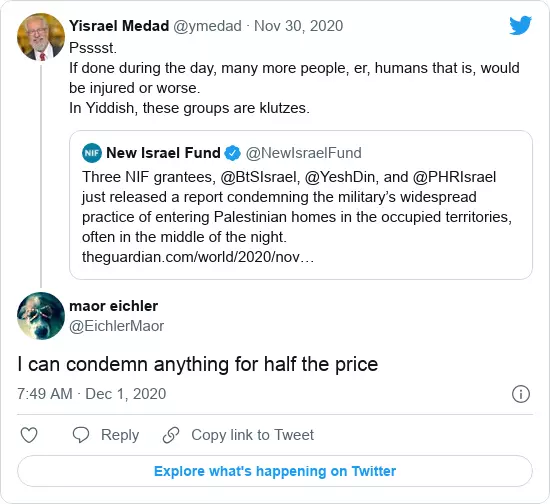 Yisrael Medad @ymedad · Nov 30, 2020
Psssst.
If done during the day, many more people, er, humans that is, would
be injured or worse.
In Yiddish, these groups are klutzes.
NIF New Israel Fund @NewIsraelFund
Three NIF grantees, @BtSIsrael, @YeshDin, and @PHRIsrael
just released a report condemning the military’s widespread
practice of entering Palestinian homes in the occupied territories,
often in the middle of the night.
theguardian.com/world/2020/nov…
maor eichler
@EichlerMaor
I can condemn anything for half the price
7:49 AM · Dec 1, 2020
Reply Copy link to Tweet
Explore what's happening on Twitter